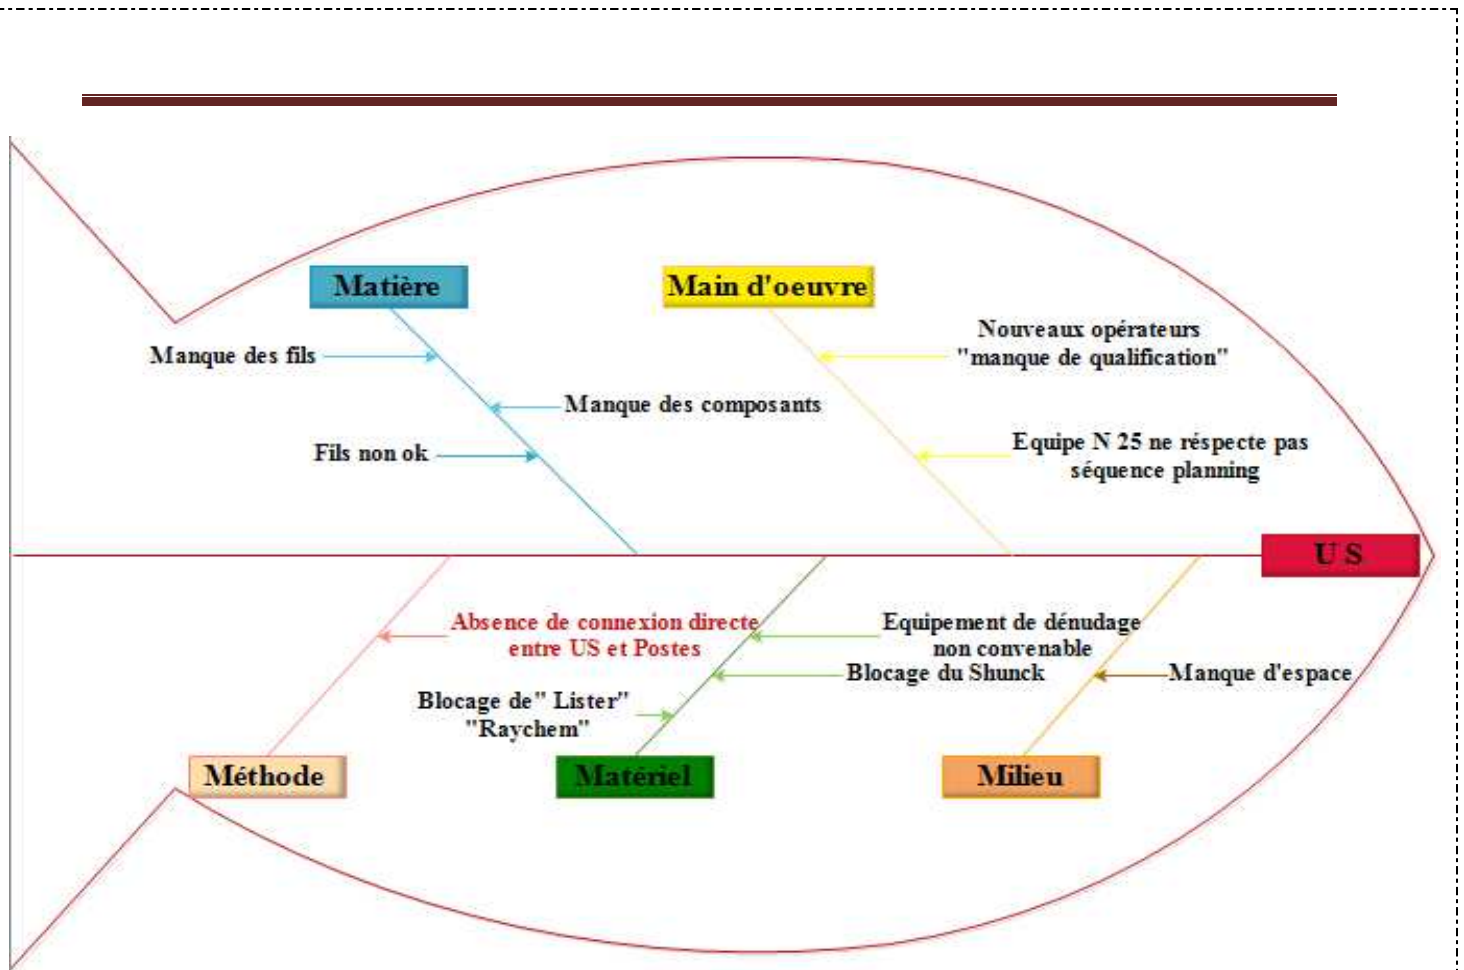 Matière
Main d'oeuvre
Nouveaux opérateurs
"manque de qualification"
Manque des fils
Manque des composants
Fils non ok
Equipe N 25 ne réspecte pas
séquence planning
U S
Absence de connexion directe
entre US et Postes
Equipement de dénudage
non convenable
Blocage du Shunck
Manque d'espace
Blocage de" Lister"
"Raychem"
Méthode
Matériel
Milieu